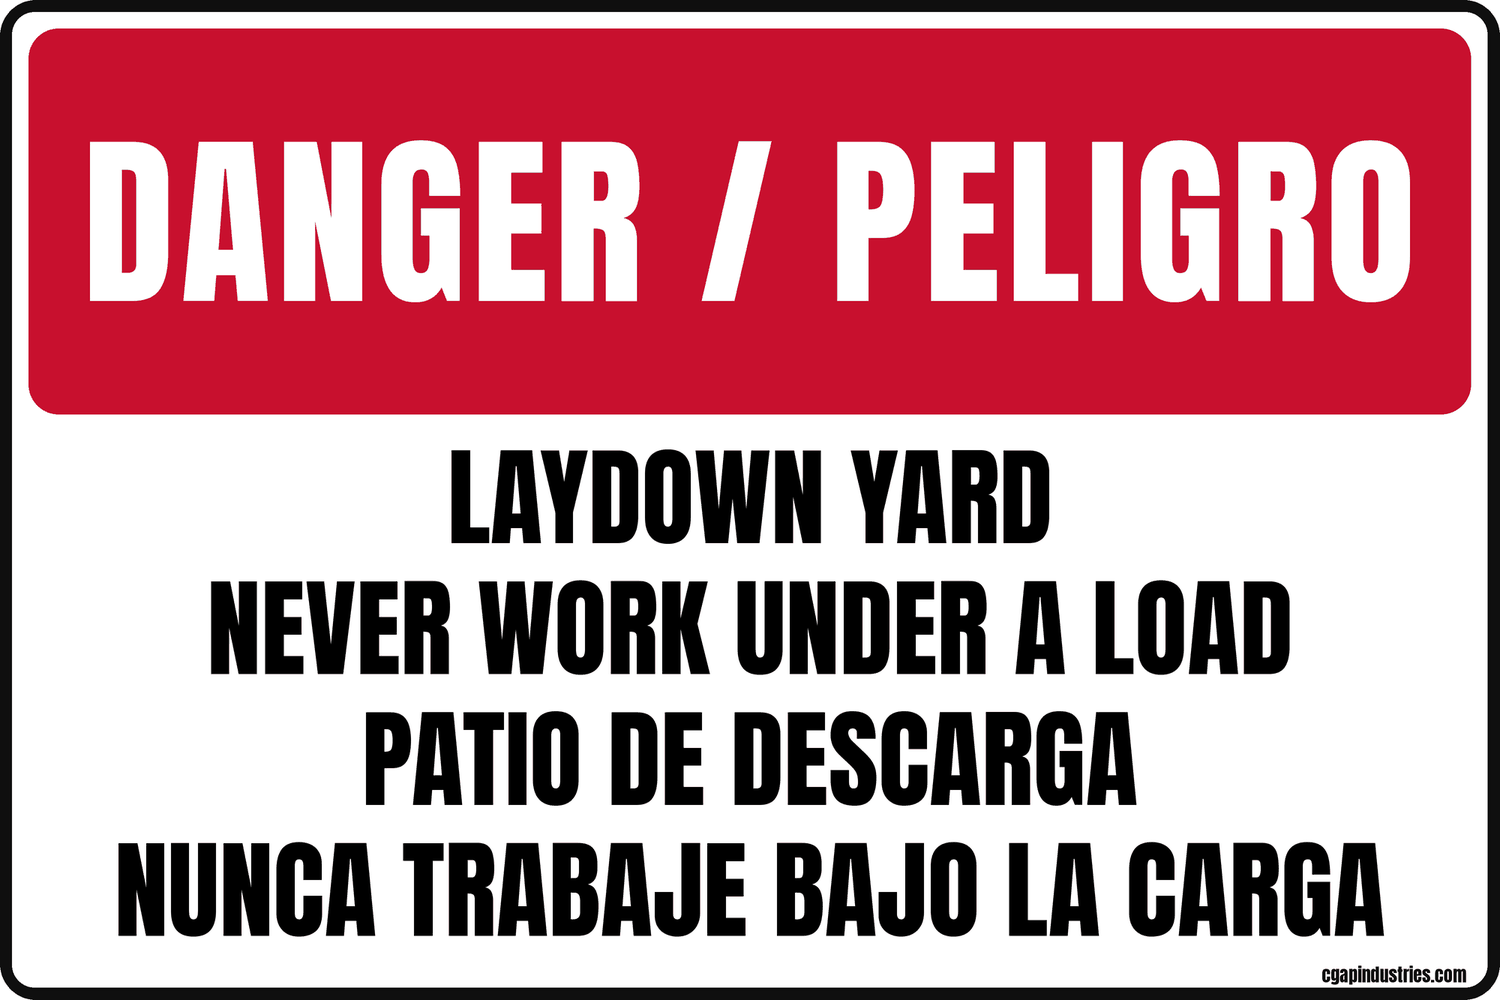 DANGER / PELIGRO
LAYDOWN YARD
NEVER WORK UNDER A LOAD
PATIO DE DESCARGA
NUNCA TRABAJE BAJO LA CARGA
cgapindustries.com